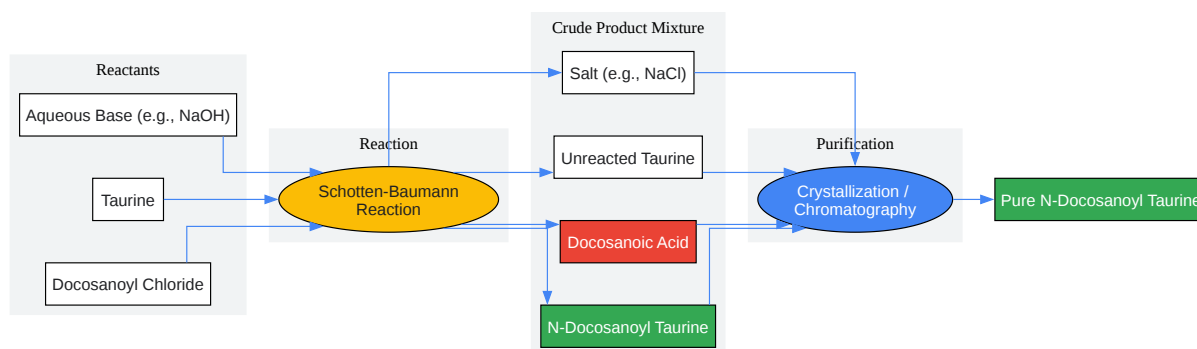 Crude Product Mixture
Reactants
Salt (e.g., NaCl)
Aqueous Base (e.g., NaOH)
Reaction
Unreacted Taurine
Purification
Schotten-Baumann
Reaction
Taurine
Crystallization /
Chromatography
Pure N-Docosanoyl Taurine
Docosanoic Acid
Docosanoyl Chloride
N-Docosanoyl Taurine